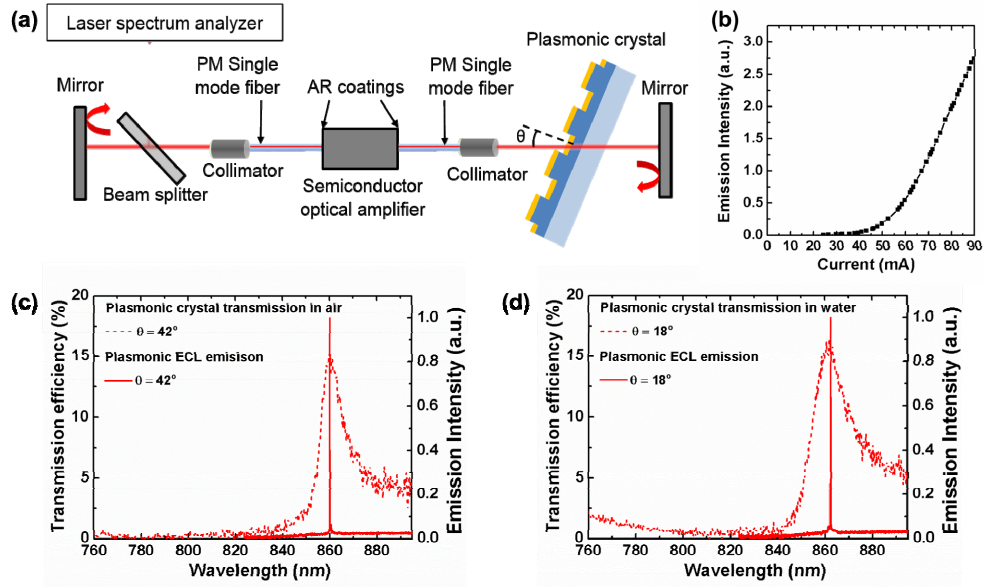 (a)
Laser spectrum analyzer
Mirror
PM Single
mode fiber
AR coatings
PM Single
mode fiber
Plasmonic crystal
Mirror
θ
Beam splitter
Collimator
Semiconductor
optical amplifier
Collimator
(b)
Emission Intensity (a.u.)
3.0
2.5
2.0
1.5
1.0
0.5
0.0
0 10 20 30 40 50 60 70 80 90
Current (mA)
(c)
Transmission efficiency (%)
20
15
10
5
0
Plasmonic crystal transmission in air
θ = 42°
Plasmonic ECL emisison
θ = 42°
1.0
0.8
0.6
0.4
0.2
0.0
Emission Intensity (a.u.)
760 780 800 820 840 860 880
Wavelength (nm)
(d)
Transmission efficiency (%)
20
15
10
5
0
Plasmonic crystal transmission in water
θ = 18°
Plasmonic ECL emission
θ = 18°
1.0
0.8
0.6
0.4
0.2
0.0
Emission Intensity (a.u.)
760 780 800 820 840 860 880
Wavelength (nm)